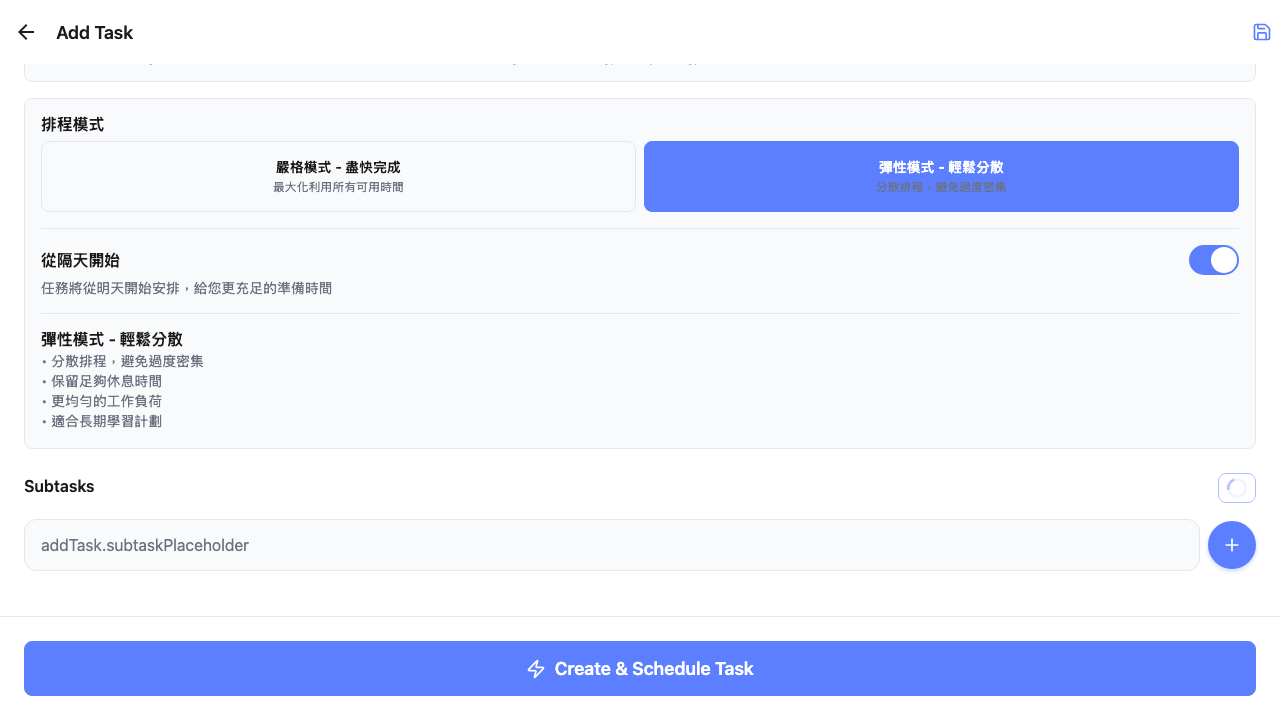 Add Task
排程模式
嚴格模式 - 盡快完成
最大化利用所有可用時間
彈性模式 - 輕鬆分散
分散排程，避免過度密集
從隔天開始
任務將從明天開始安排，給您更充足的準備時間
彈性模式 - 輕鬆分散
• 分散排程，避免過度密集
• 保留足夠休息時間
• 更均勻的工作負荷
• 適合長期學習計劃
Subtasks
addTask.subtaskPlaceholder
Create & Schedule Task